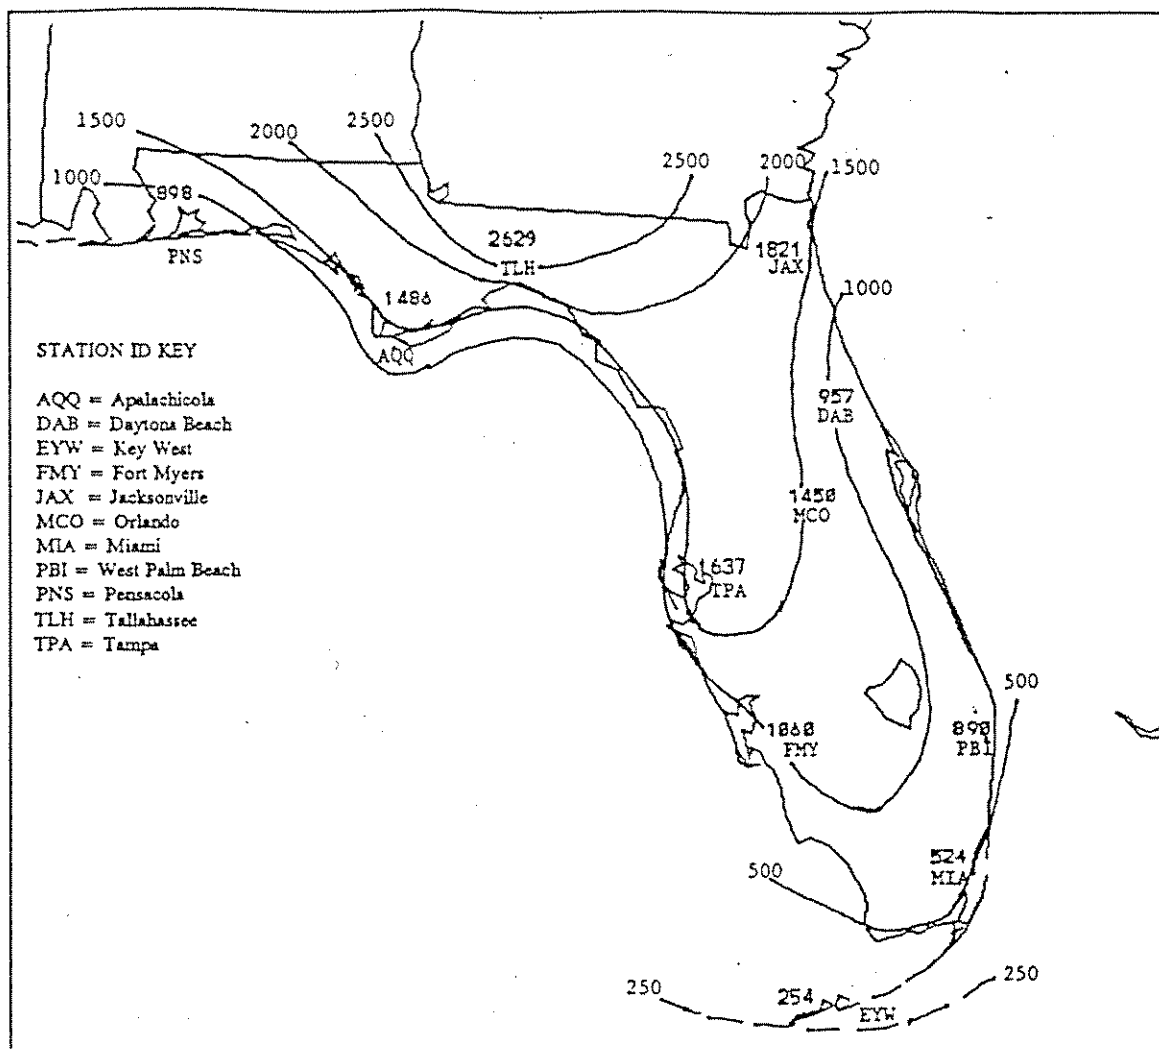 1500
2000
2500
2500
2000
1500
1000
898
PNS
2629
TLH
1821
JAX
1000
1486
AQQ
STATION ID KEY
AQQ = Apalachicola
DAB = Daytona Beach
EYW = Key West
FMY = Fort Myers
JAX = Jacksonville
MCO = Orlando
MIA = Miami
PBI = West Palm Beach
PNS = Pensacola
TLH = Tallahassee
TPA = Tampa
957
DAB
1450
MCO
1637
TPA
500
1060
FMY
890
PBI
524
MIA
500
250
254
EYW
250